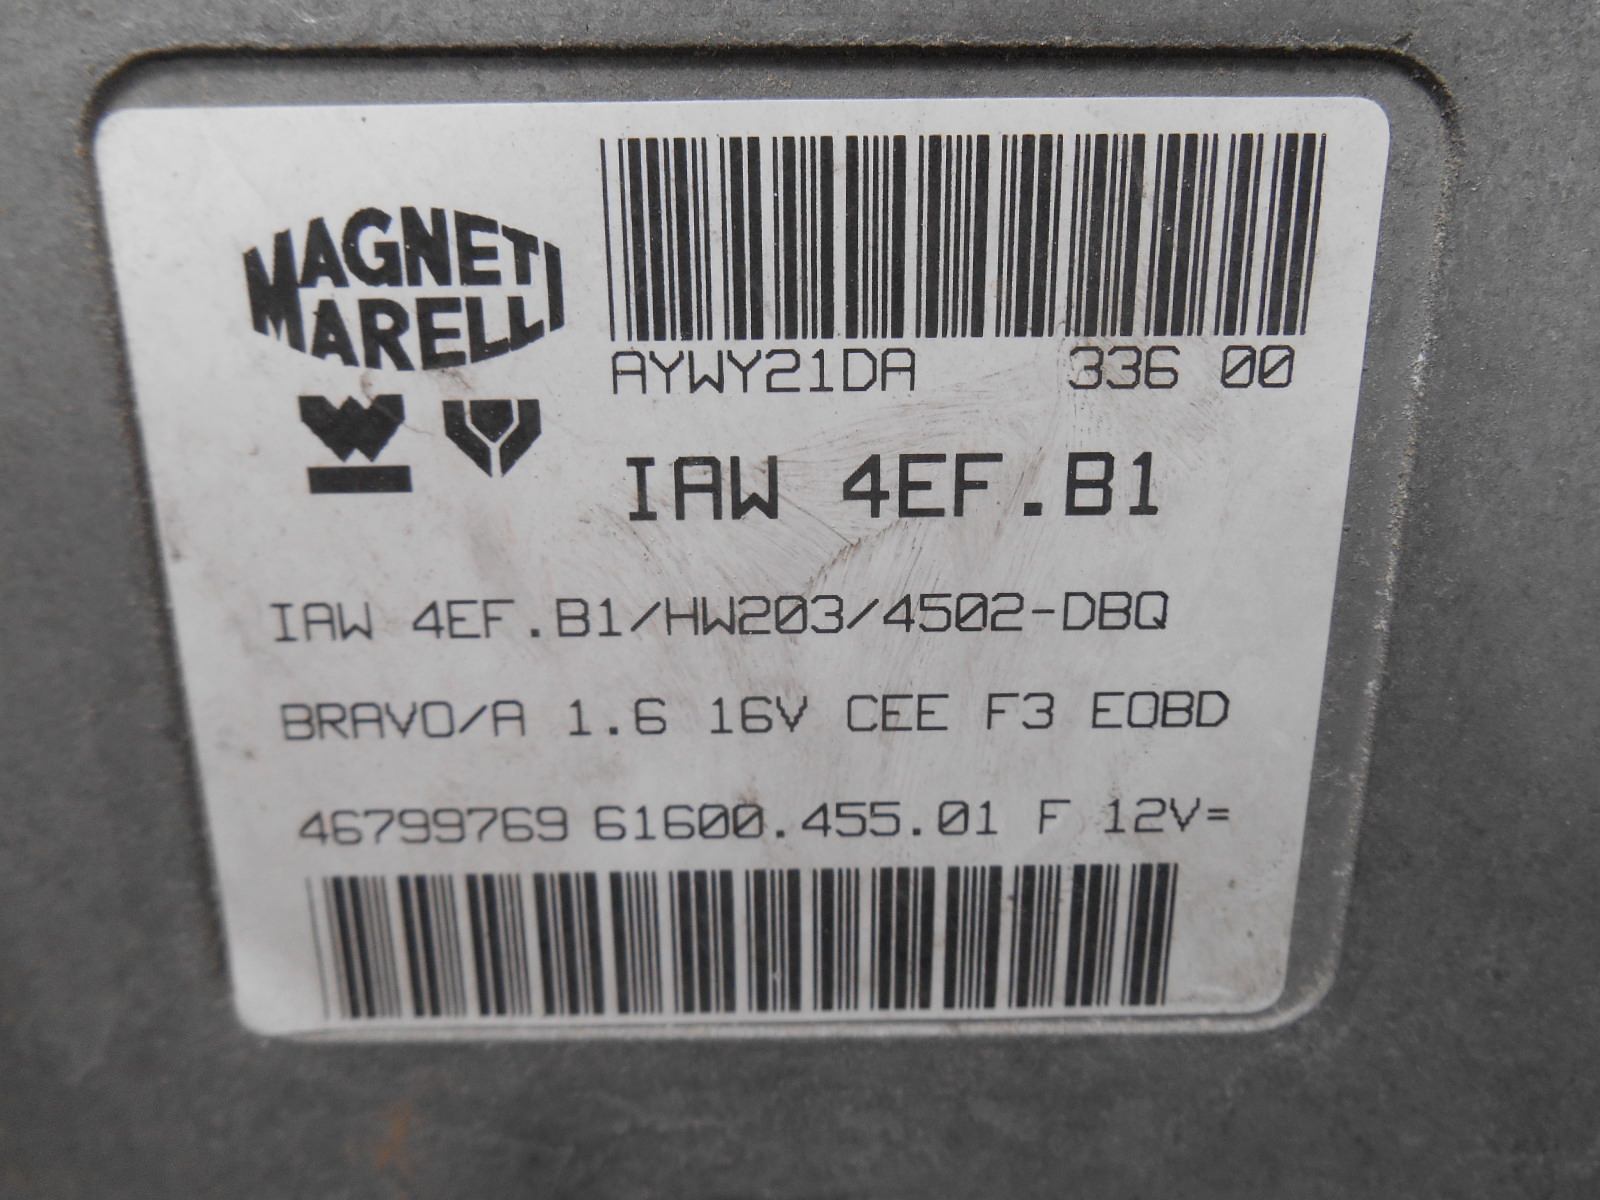 MAGNETI
MARELLI
AYWY21DA 336 00
IAW 4EF.B1
IAW 4EF.B1/HW203/4502-DBQ
BRAVO/A 1.6 16V CEE F3 EOBD
46799769 61600.455.01 F 12V=